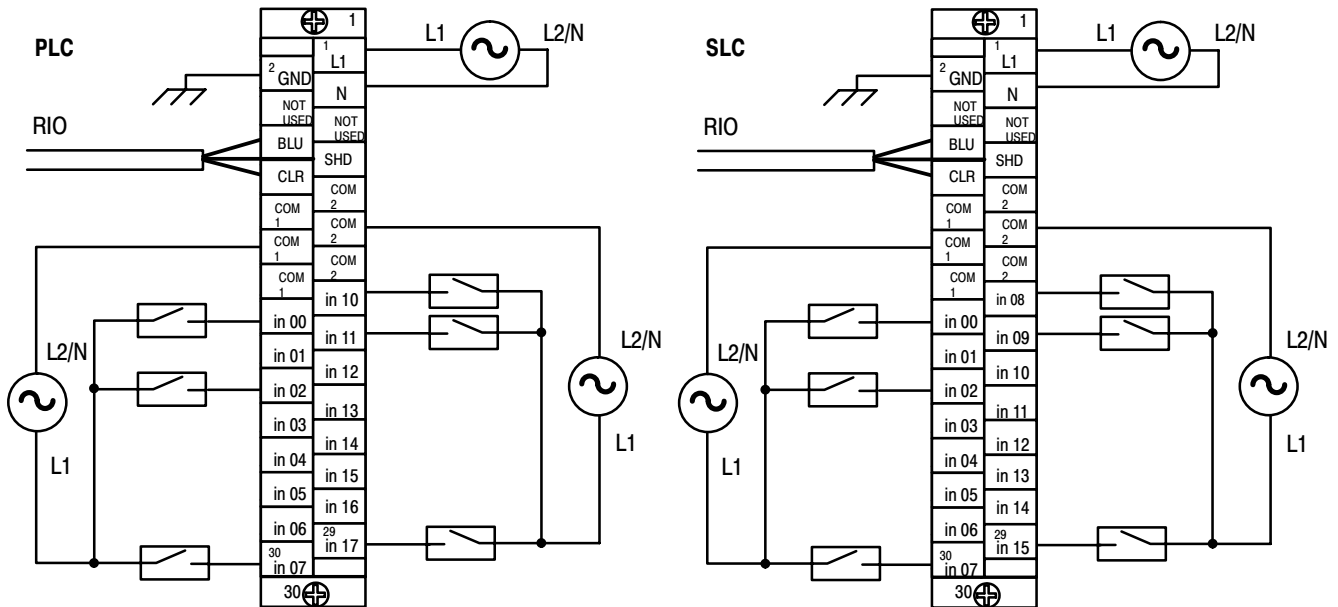 PLC
1
L1
L2/N
1
L1
2
GND
N
NOT
USED
NOT
USED
RIO
BLU
SHD
CLR
COM
2
COM
1
COM
2
COM
1
COM
2
COM
1
in 10
in 00
in 11
in 01
in 12
in 02
in 13
in 03
in 14
in 04
in 15
in 05
in 16
in 06
29
in 17
30
in 07
30
L2/N
L1
L2/N
L1
SLC
1
L1
L2/N
1
L1
2
GND
N
NOT
USED
NOT
USED
RIO
BLU
SHD
CLR
COM
2
COM
1
COM
2
COM
1
COM
2
COM
1
in 08
in 00
in 09
in 01
in 10
in 02
in 11
in 03
in 12
in 04
in 13
in 05
in 14
in 06
29
in 15
30
in 07
30
L2/N
L1
L2/N
L1